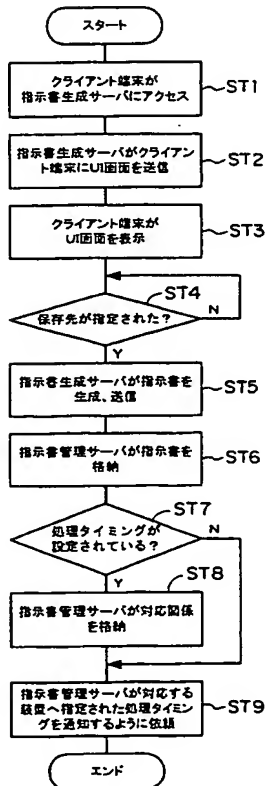 スタート
クライアント端末が
指示書生成サーバにアクセス
ST1
指示書生成サーバがクライアン
ト端末にUI画面を送信
ST2
クライアント端末が
UI画面を表示
ST3
ST4
保存先が指定された?
N
Y
指示書生成サーバが指示書を
生成、送信
ST5
指示書管理サーバが指示書を
格納
ST6
ST7
処理タイミングが
設定されている?
N
Y
ST8
指示書管理サーバが対応関係
を格納
指示書管理サーバが対応する
装置へ指定された処理タイミン
グを通知するように依頼
ST9
エンド